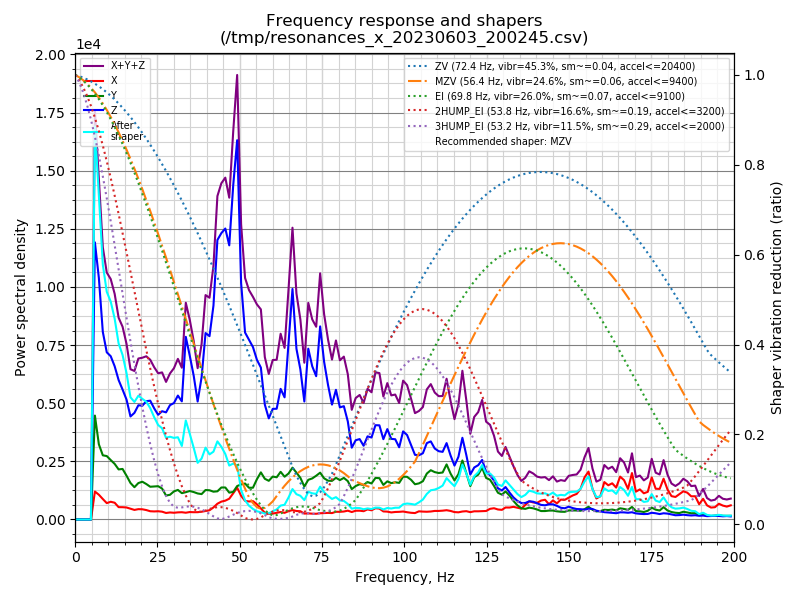 Frequency response and shapers
(/tmp/resonances_x_20230603_200245.csv)
1e4
X+Y+Z
X
Y
Z
After
shaper
ZV (72.4 Hz, vibr=45.3%, sm~=0.04, accel<=20400)
MZV (56.4 Hz, vibr=24.6%, sm~=0.06, accel<=9400)
EI (69.8 Hz, vibr=26.0%, sm~=0.07, accel<=9100)
2HUMP_EI (53.8 Hz, vibr=16.6%, sm~=0.19, accel<=3200)
3HUMP_EI (53.2 Hz, vibr=11.5%, sm~=0.29, accel<=2000)
Recommended shaper: MZV
Power spectral density
2.00
1.75
1.50
1.25
1.00
0.75
0.50
0.25
0.00
1.0
0.8
0.6
0.4
0.2
0.0
Shaper vibration reduction (ratio)
0 25 50 75 100 125 150 175 200
Frequency, Hz